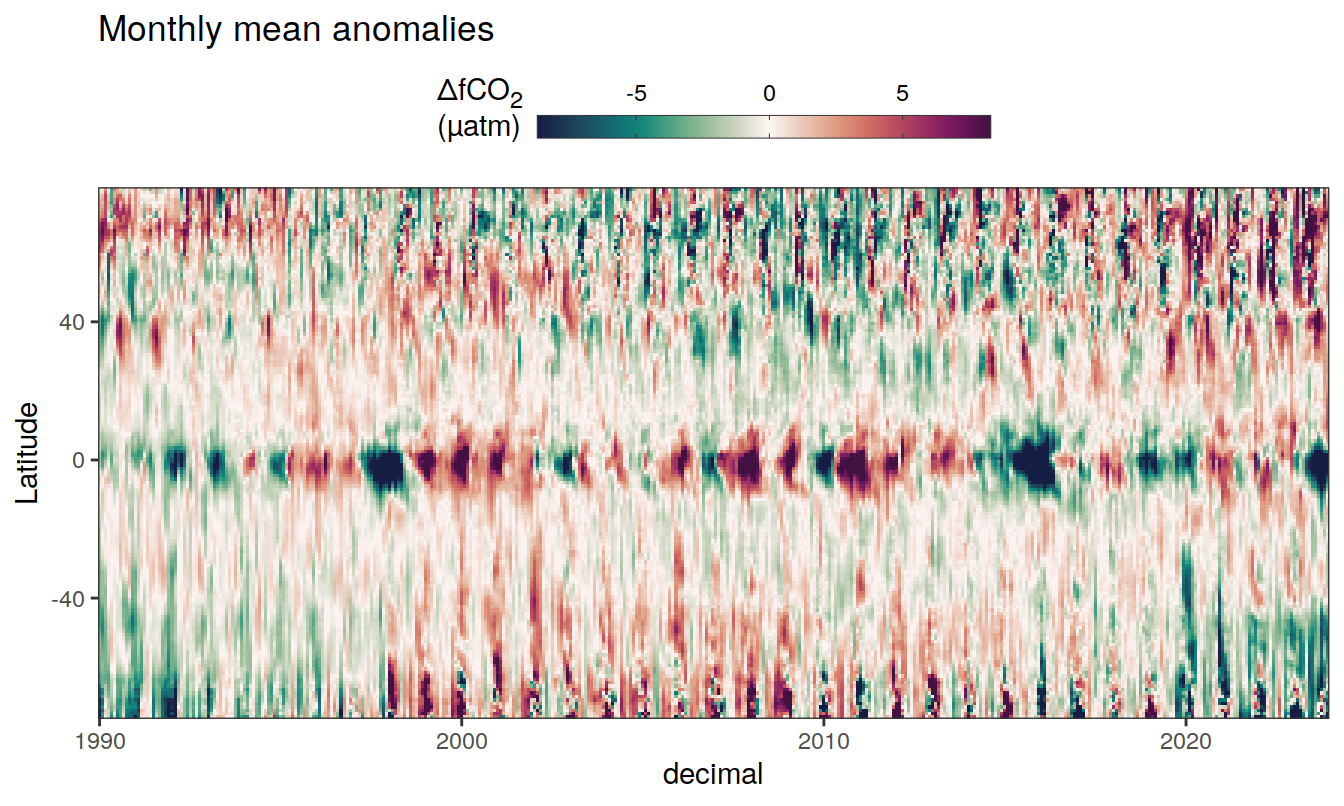 Monthly mean anomalies
ΔfCO₂
(µatm)
-5 0 5
40
0
-40
Latitude
1990 2000 2010 2020
decimal